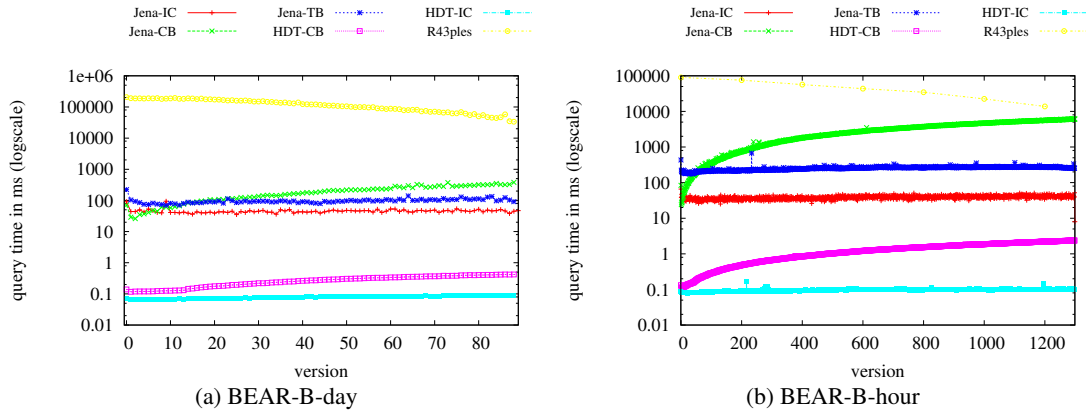 Jena-IC Jena-TB HDT-IC
Jena-CB HDT-CB R43ples
1e+06
100000
10000
1000
100
10
1
0.1
0.01
0 10 20 30 40 50 60 70 80
query time in ms (logscale)
version
(a) BEAR-B-day
Jena-IC Jena-TB HDT-IC
Jena-CB HDT-CB R43ples
100000
10000
1000
100
10
1
0.1
0.01
0 200 400 600 800 1000 1200
query time in ms (logscale)
version
(b) BEAR-B-hour